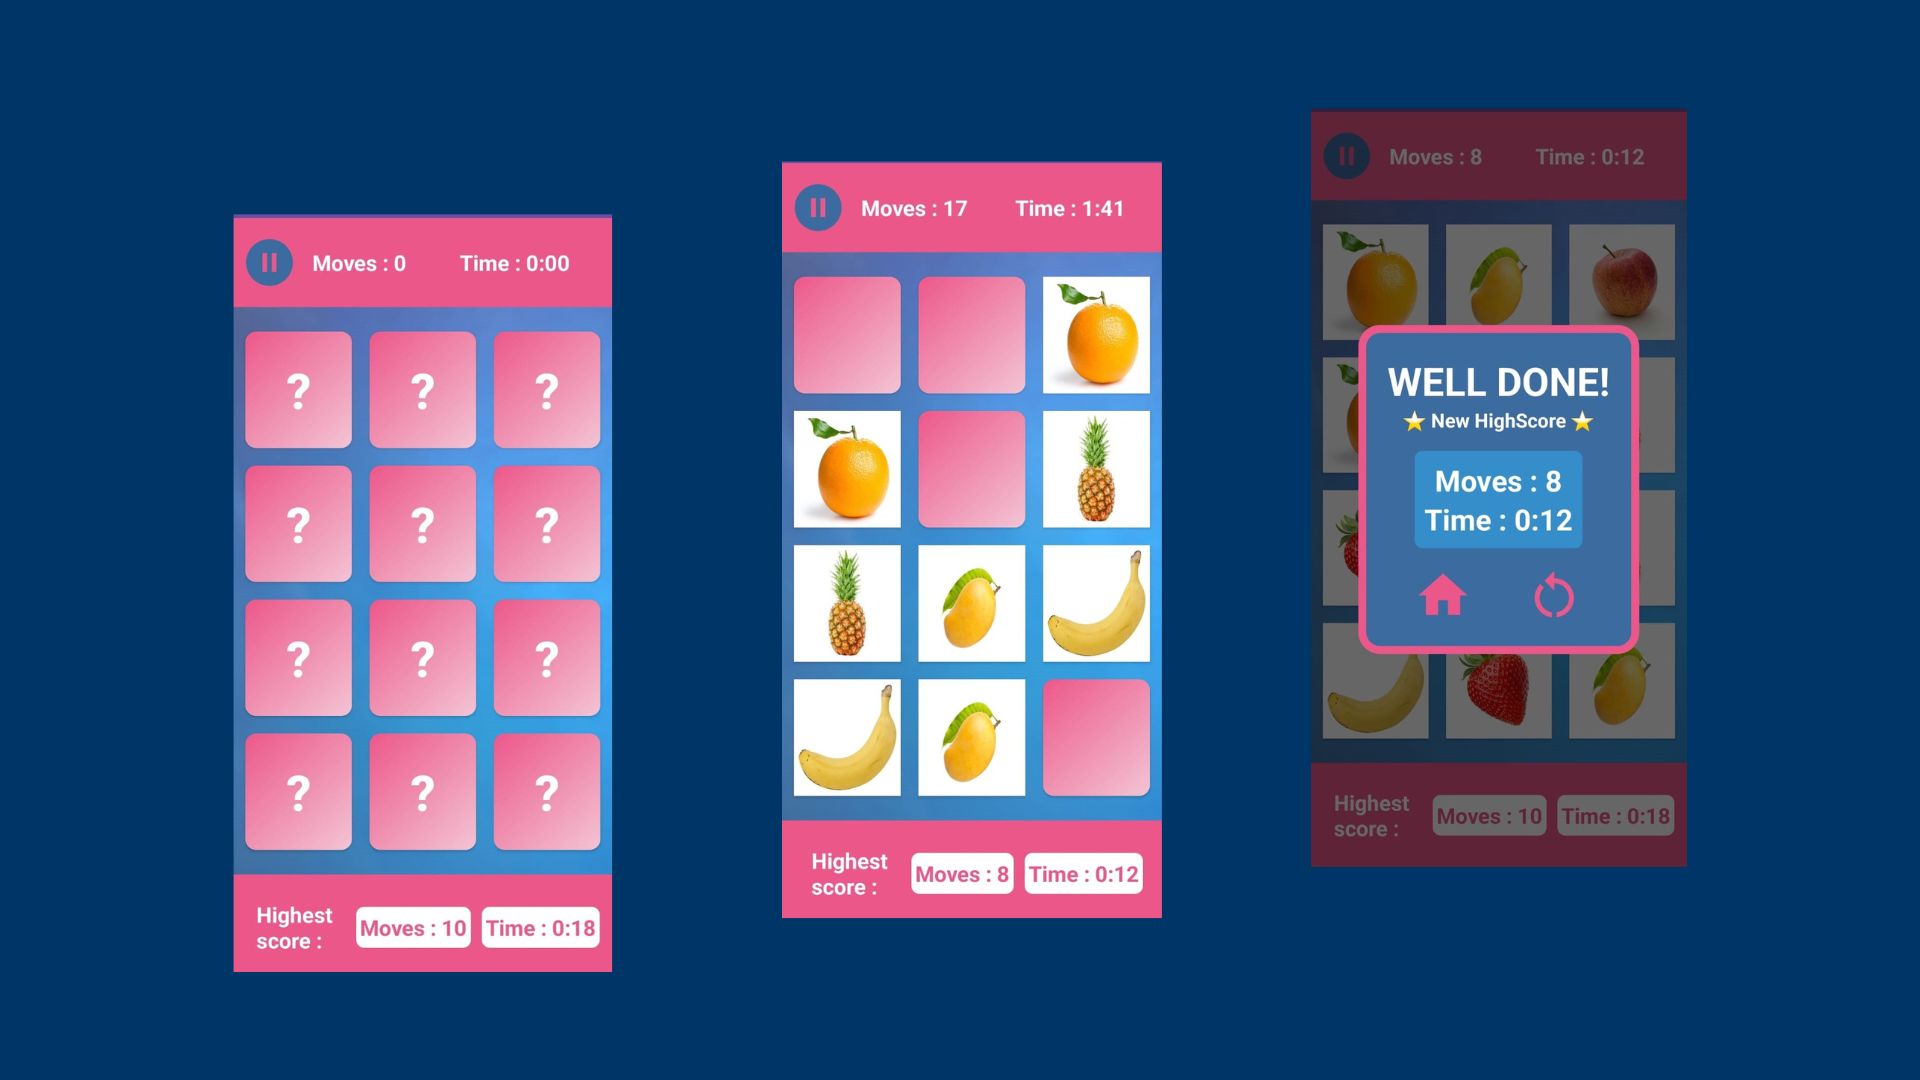 Moves : 0 Time : 0:00
? ? ?
? ? ?
? ? ?
? ? ?
Highest
score :
Moves : 10 Time : 0:18
Moves : 17 Time : 1:41
Highest
score :
Moves : 8 Time : 0:12
Moves : 8 Time : 0:12
WELL DONE!
New HighScore
Moves : 8
Time : 0:12
Highest
score :
Moves : 10 Time : 0:18